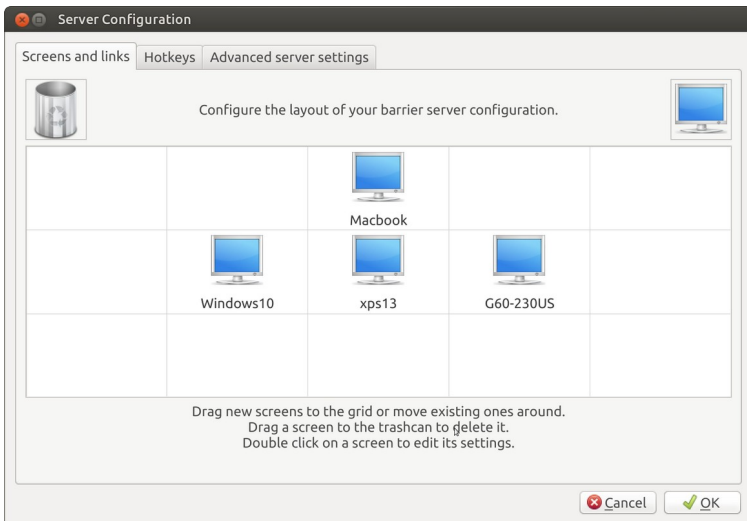 Server Configuration
Screens and links Hotkeys Advanced server settings
Configure the layout of your barrier server configuration.
Macbook
Windows10 xps13 G60-230US
Drag new screens to the grid or move existing ones around.
Drag a screen to the trashcan to delete it.
Double click on a screen to edit its settings.
Cancel OK